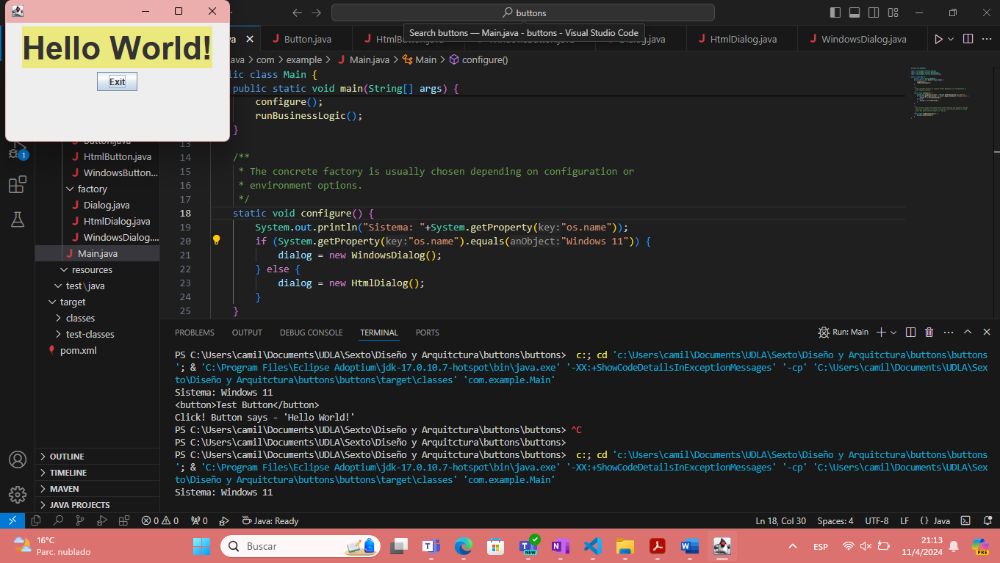 Hello World!
Exit
buttons
Search buttons — Main.java - buttons - Visual Studio Code
Button.java
HtmlDialog.java
WindowsDialog.java
com > example > Main.java > Main > configure()
class Main {
public static void main(String[] args) {
configure();
runBusinessLogic();
}
13
14 /**
15 * The concrete factory is usually chosen depending on configuration or
16 * environment options.
17 */
18 static void configure() {
19 System.out.println("Sistema: "+System.getProperty(key:"os.name"));
20 if (System.getProperty(key:"os.name").equals(anObject:"Windows 11")) {
21 dialog = new WindowsDialog();
22 } else {
23 dialog = new HtmlDialog();
24 }
25 }
1
Button.java
HtmlButton.java
WindowsButton...
factory
Dialog.java
HtmlDialog.java
WindowsDialog....
Main.java
resources
test\java
target
classes
test-classes
pom.xml
OUTLINE
TIMELINE
MAVEN
JAVA PROJECTS
PROBLEMS OUTPUT DEBUG CONSOLE TERMINAL PORTS
Run: Main
PS C:\Users\camil\Documents\UDLA\Sexto\Diseño y Arquitctura\buttons\buttons> c:; cd 'c:\Users\camil\Documents\UDLA\Sexto\Diseño y Arquitctura\buttons\buttons
'; & 'C:\Program Files\Eclipse Adoptium\jdk-17.0.10.7-hotspot\bin\java.exe' '-XX:+ShowCodeDetailsInExceptionMessages' '-cp' 'C:\Users\camil\Documents\UDLA\Sex
to\Diseño y Arquitctura\buttons\buttons\target\classes' 'com.example.Main'
Sistema: Windows 11
<button>Test Button</button>
Click! Button says - 'Hello World!'
PS C:\Users\camil\Documents\UDLA\Sexto\Diseño y Arquitctura\buttons\buttons> ^C
PS C:\Users\camil\Documents\UDLA\Sexto\Diseño y Arquitctura\buttons\buttons>
PS C:\Users\camil\Documents\UDLA\Sexto\Diseño y Arquitctura\buttons\buttons> c:; cd 'c:\Users\camil\Documents\UDLA\Sexto\Diseño y Arquitctura\buttons\buttons
'; & 'C:\Program Files\Eclipse Adoptium\jdk-17.0.10.7-hotspot\bin\java.exe' '-XX:+ShowCodeDetailsInExceptionMessages' '-cp' 'C:\Users\camil\Documents\UDLA\Sex
to\Diseño y Arquitctura\buttons\buttons\target\classes' 'com.example.Main'
Sistema: Windows 11
0 0 0 Java: Ready
Ln 18, Col 30 Spaces: 4 UTF-8 LF {} Java
16°C
Parc. nublado
Buscar
NEW
ESP
21:13
11/4/2024
PRE